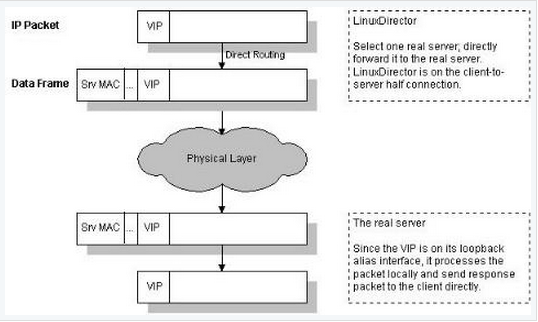 IP Packet
VIP
LinuxDirector
Select one real server; directly
forward it to the real server.
LinuxDirector is on the client-to-
server half connection.
Direct Routing
Data Frame
Srv MAC ... VIP
Physical Layer
Srv MAC ... VIP
The real server
Since the VIP is on its loopback
alias interface, it processes the
packet locally and send response
packet to the client directly.
VIP